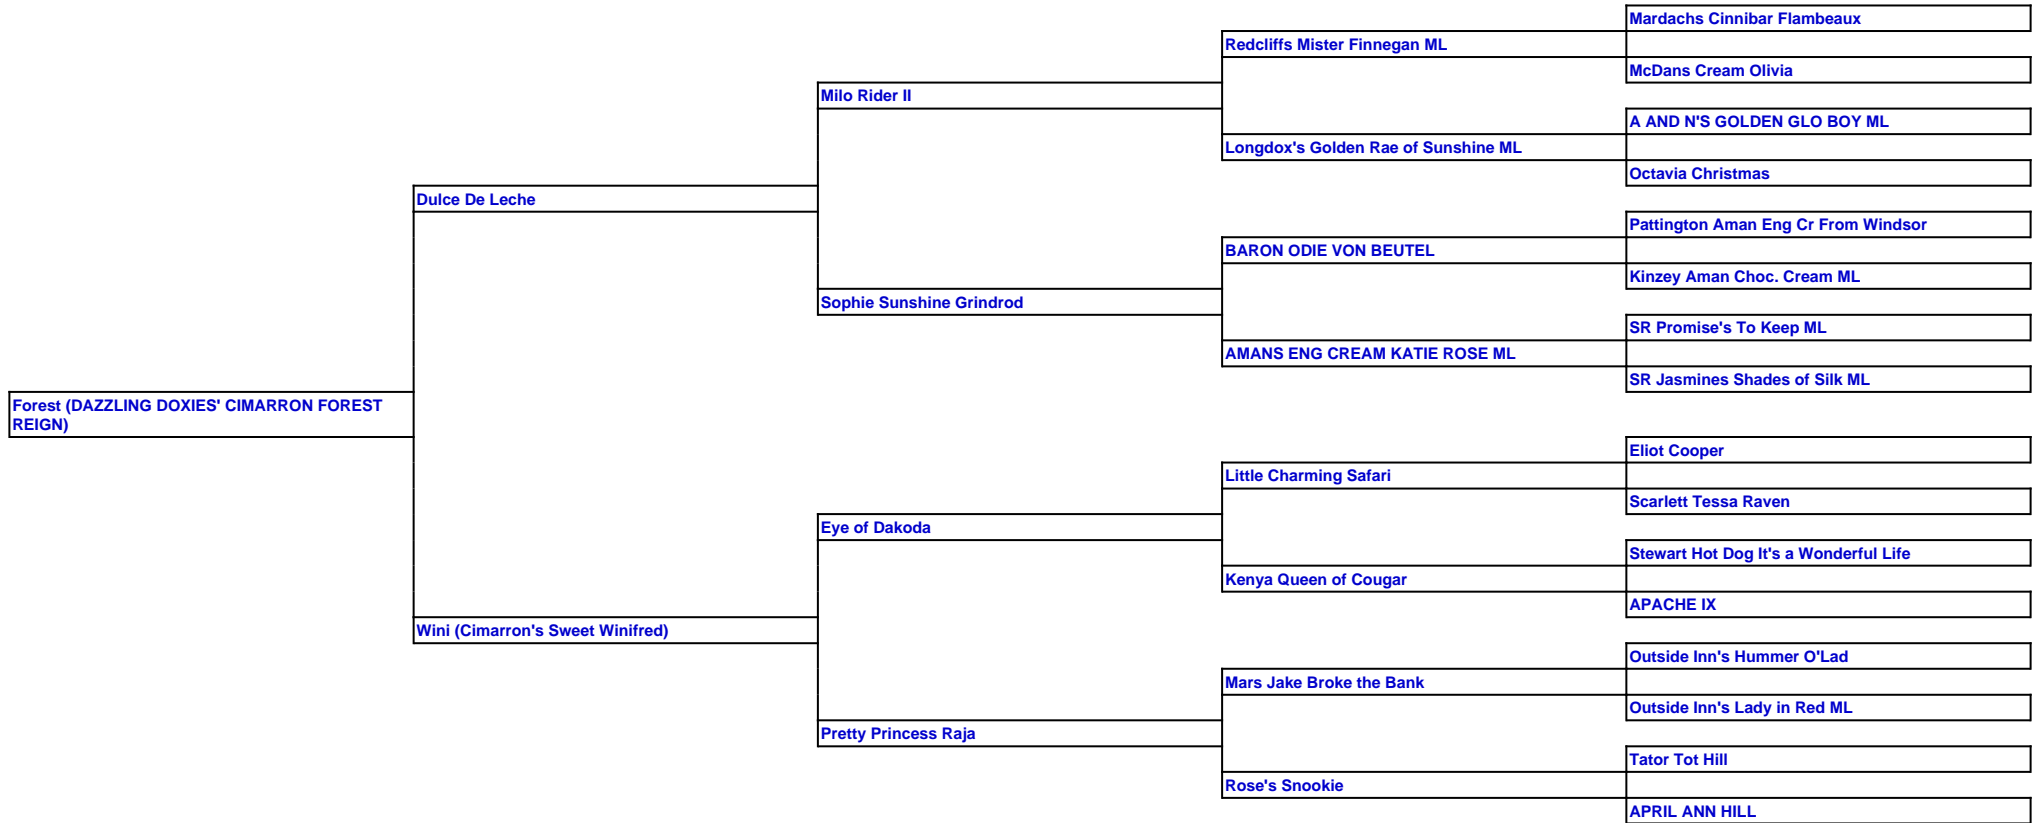 Mardachs Cinnibar Flambeaux
Redcliffs Mister Finnegan ML
McDans Cream Olivia
Milo Rider II
A AND N'S GOLDEN GLO BOY ML
Longdox's Golden Rae of Sunshine ML
Octavia Christmas
Dulce De Leche
Pattington Aman Eng Cr From Windsor
BARON ODIE VON BEUTEL
Kinzey Aman Choc. Cream ML
Sophie Sunshine Grindrod
SR Promise's To Keep ML
AMANS ENG CREAM KATIE ROSE ML
SR Jasmines Shades of Silk ML
Forest (DAZZLING DOXIES' CIMARRON FOREST
REIGN)
Eliot Cooper
Little Charming Safari
Scarlett Tessa Raven
Eye of Dakoda
Stewart Hot Dog It's a Wonderful Life
Kenya Queen of Cougar
APACHE IX
Wini (Cimarron's Sweet Winifred)
Outside Inn's Hummer O'Lad
Mars Jake Broke the Bank
Outside Inn's Lady in Red ML
Pretty Princess Raja
Tator Tot Hill
Rose's Snookie
APRIL ANN HILL